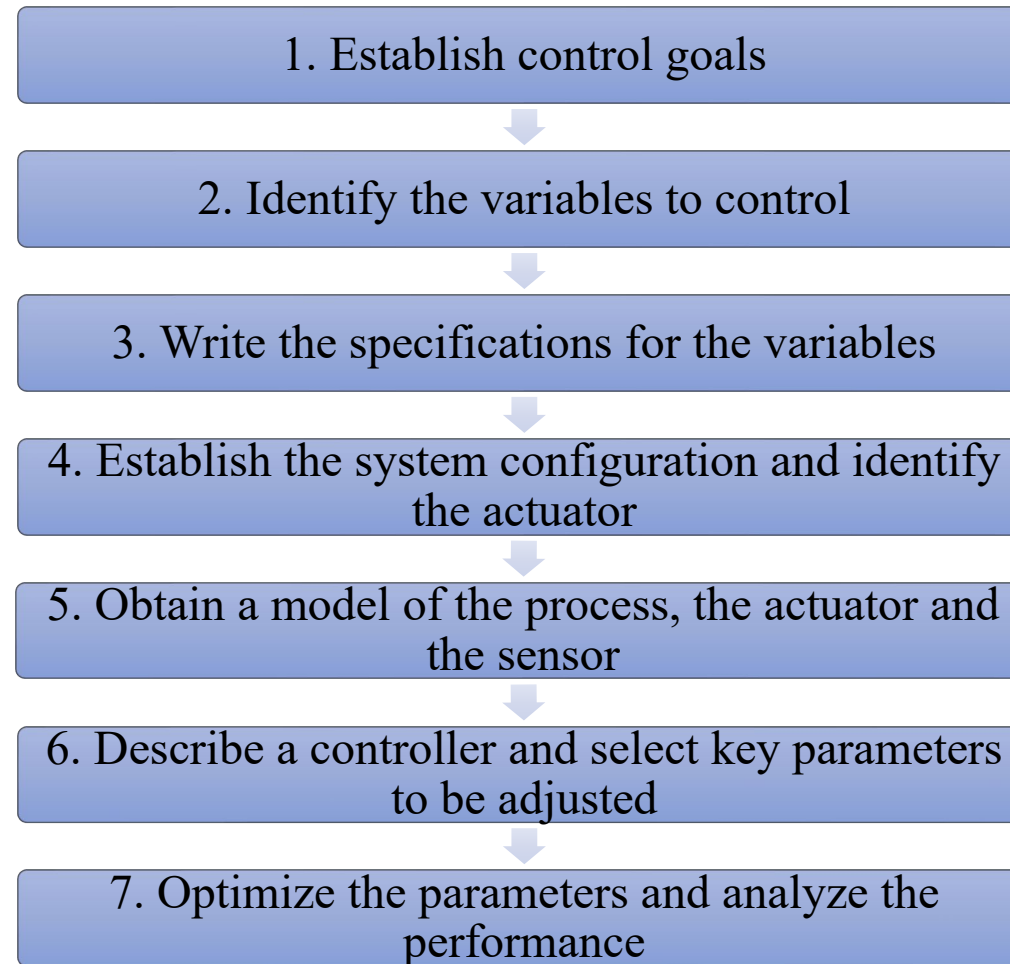 1. Establish control goals
2. Identify the variables to control
3. Write the specifications for the variables
4. Establish the system configuration and identify
the actuator
5. Obtain a model of the process, the actuator and
the sensor
6. Describe a controller and select key parameters
to be adjusted
7. Optimize the parameters and analyze the
performance